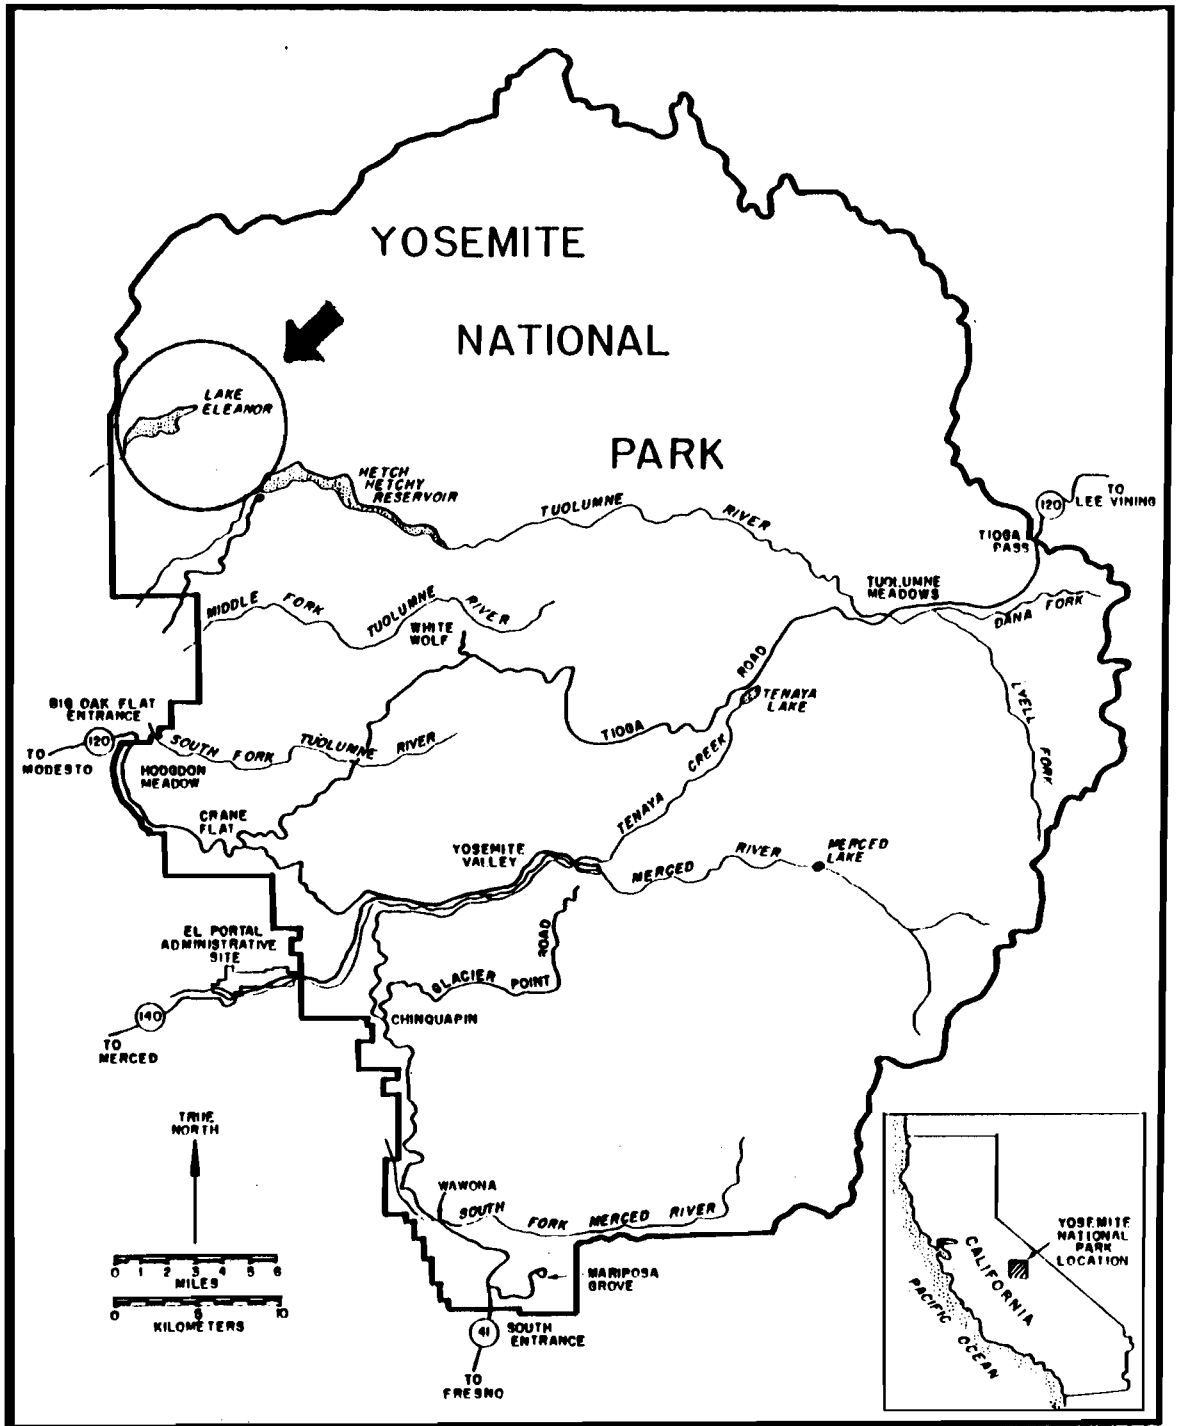 YOSEMITE
NATIONAL
PARK
LAKE
ELEANOR
HETCH
HETCHY
RESERVOIR
TUOLUMNE RIVER
120
TO
LEE VINING
TIOGA
PASS
TUOLUMNE
MEADOWS
DANA FORK
MIDDLE FORK TUOLUMNE RIVER
WHITE
WOLF
TIOGA ROAD
TENAYA
LAKE
LYELL FORK
BIG OAK FLAT
ENTRANCE
120
TO
MODESTO
SOUTH FORK TUOLUMNE RIVER
HODGDON
MEADOW
CRANE
FLAT
TENAYA CREEK
YOSEMITE
VALLEY
MERCED RIVER
MERCED
LAKE
EL PORTAL
ADMINISTRATIVE
SITE
GLACIER POINT ROAD
140
TO
MERCED
CHINQUAPIN
TRUE
NORTH
WAWONA
SOUTH FORK MERCED RIVER
MARIPOSA
GROVE
0 1 2 3 4 5 6
MILES
0 5 10
KILOMETERS
41
SOUTH
ENTRANCE
TO
FRESNO
YOSEMITE
NATIONAL
PARK
LOCATION
CALIFORNIA
PACIFIC OCEAN